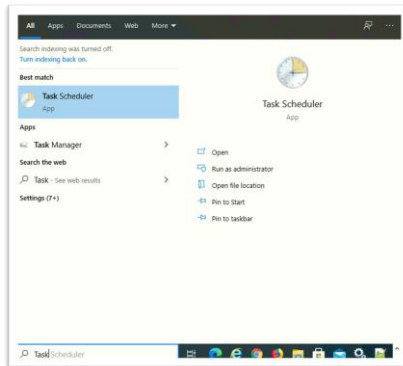 All Apps Documents Web More
Search indexing was turned off.
Turn indexing back on.
Best match
Task Scheduler
App
Apps
Task Manager
Search the web
Task - See web results
Settings (7+)
Task Scheduler
App
Open
Run as administrator
Open file location
Pin to Start
Pin to taskbar
Task Scheduler